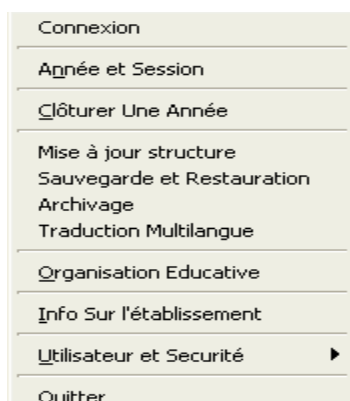 Connexion
Année et Session
Clôturer Une Année
Mise à jour structure
Sauvegarde et Restauration
Archivage
Traduction Multilangue
Organisation Educative
Info Sur l'établissement
Utilisateur et Securité
Quitter